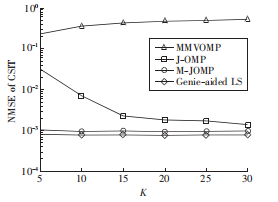 10⁰
10⁻¹
10⁻²
10⁻³
10⁻⁴
NMSE of CSIT
MMVOMP
J-OMP
M-JOMP
Genie-aided LS
5 10 15 20 25 30
K